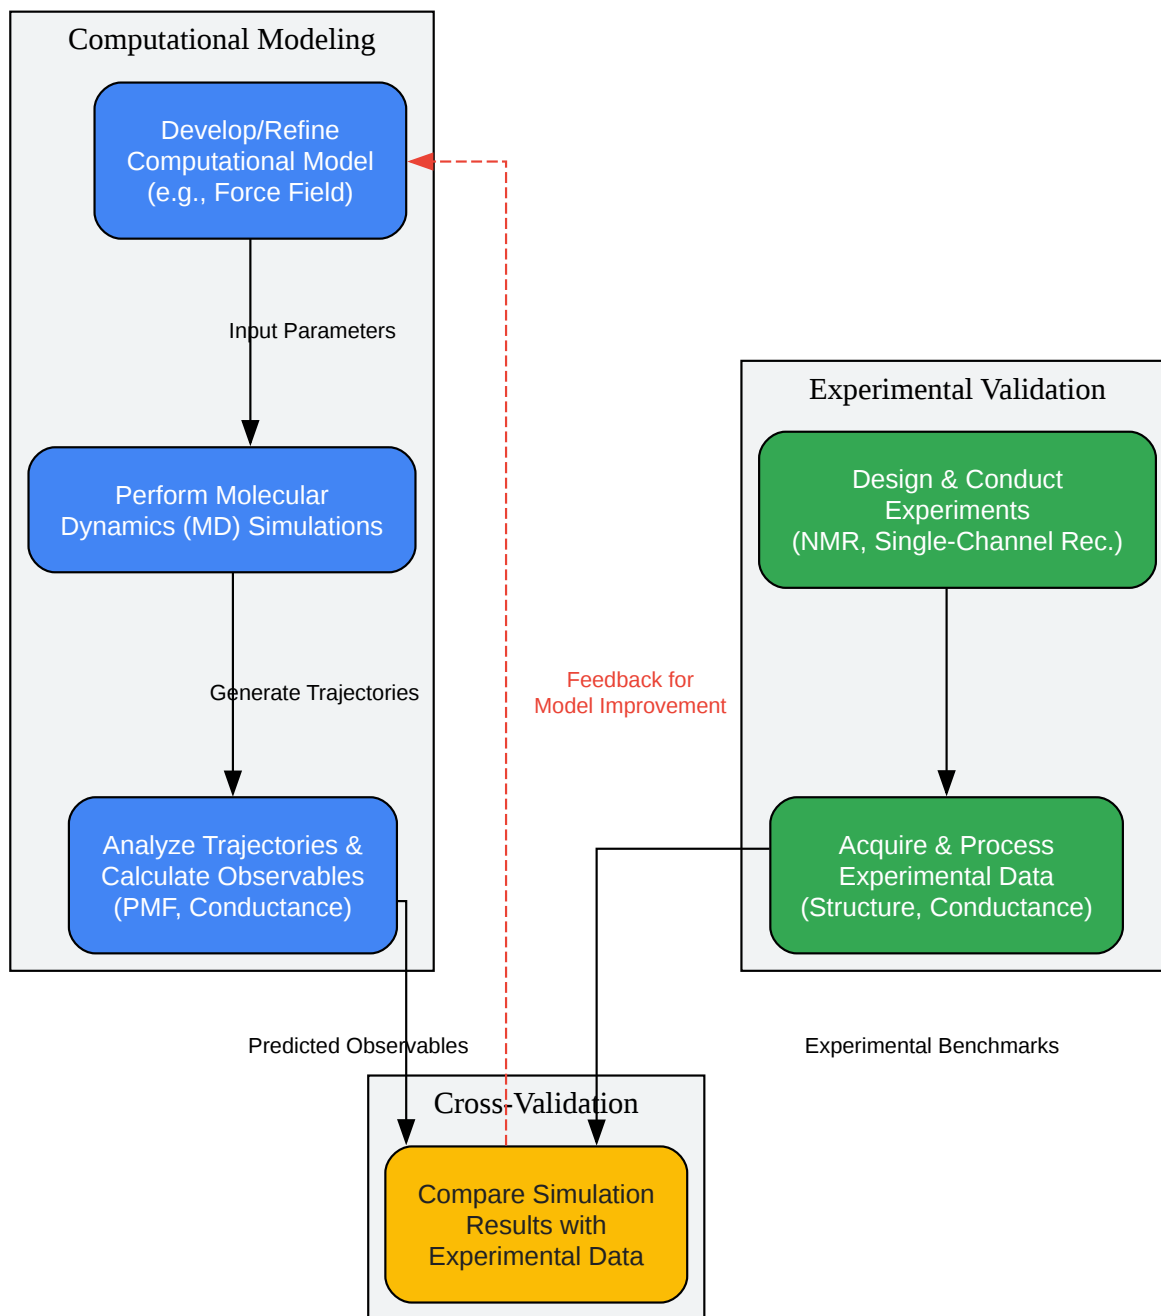 Computational Modeling
Develop/Refine
Computational Model
(e.g., Force Field)
Input Parameters
Perform Molecular
Dynamics (MD) Simulations
Generate Trajectories
Analyze Trajectories &
Calculate Observables
(PMF, Conductance)
Predicted Observables
Feedback for
Model Improvement
Experimental Validation
Design & Conduct
Experiments
(NMR, Single-Channel Rec.)
Acquire & Process
Experimental Data
(Structure, Conductance)
Experimental Benchmarks
Cross-Validation
Compare Simulation
Results with
Experimental Data